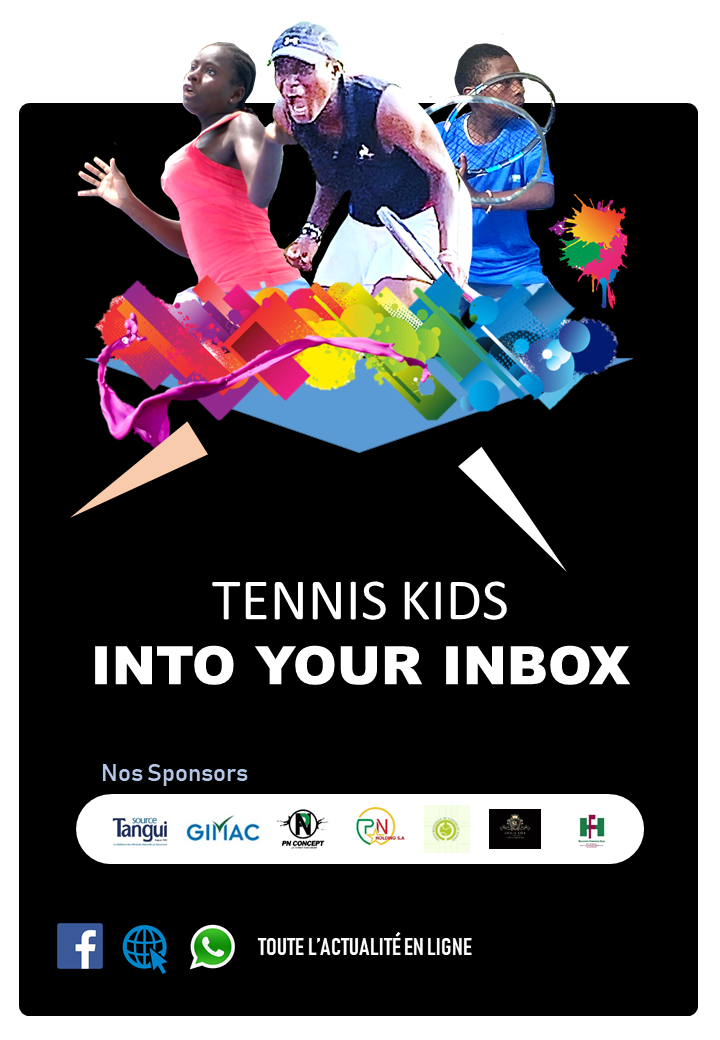 TENNIS KIDS
INTO YOUR INBOX
Nos Sponsors
source
Tangui
GIMAC
PN CONCEPT
PN
HOLDING S.A
TOUTE L'ACTUALITÉ EN LIGNE